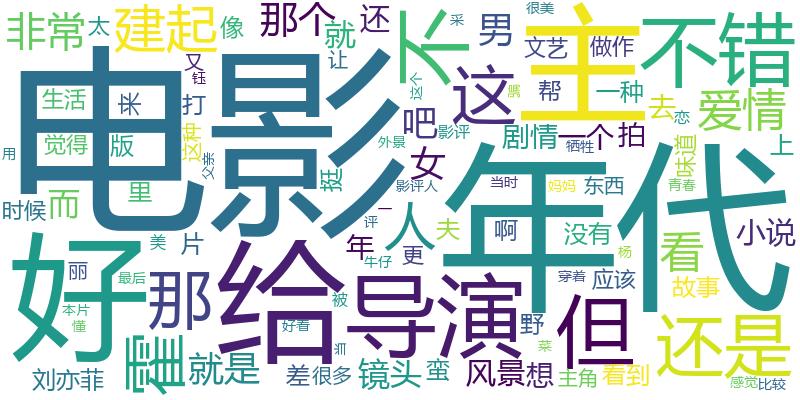 非常
太
建起
像
那个
还
男
很美
采
不
主
不错
就
让
又
钰
文艺
做作
生活
来
打
电影
吧
这
这个
属
帮
一种
去
恋
爱情
觉得
版
这种
外景
影评
剧情
一个
拍
味道
上
用
父亲
挺
女
牺牲
时候
而
里
影评人
当时
妈妈
东西
青春
年代
美
片
评
一
人
夫
啊
没有
看
小说
好
丽
那
给
年
更
牛仔
导演
杨
最后
穿着
应该
故事
本片
懂
好看
被
野
但
还是
霍
就是
刘亦菲
差
很多
镜头
蛮
风景
想
菜
主角
看到
感觉
比较